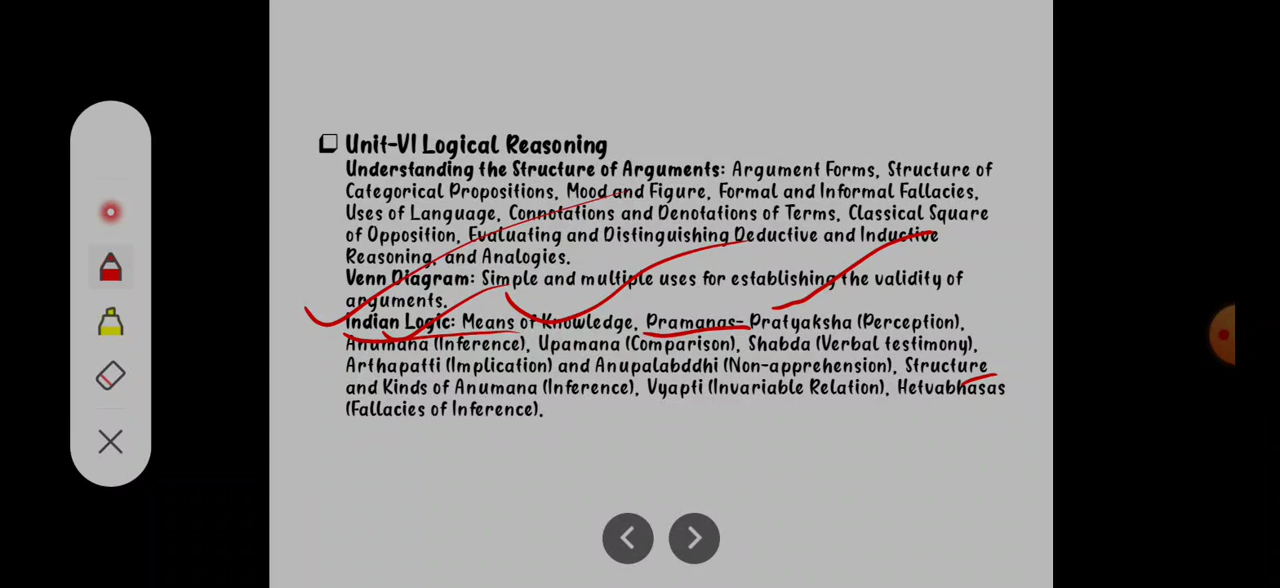 Unit-VI Logical Reasoning
Understanding the Structure of Arguments: Argument Forms, Structure of
Categorical Propositions, Mood and Figure, Formal and Informal Fallacies,
Uses of Language, Connotations and Denotations of Terms, Classical Square
of Opposition, Evaluating and Distinguishing Deductive and Inductive
Reasoning, and Analogies.
Venn Diagram: Simple and multiple uses for establishing the validity of
arguments.
Indian Logic: Means of Knowledge, Pramanas- Pratyaksha (Perception),
Anumana (Inference), Upamana (Comparison), Shabda (Verbal testimony),
Arthapatti (Implication) and Anupalabddhi (Non-apprehension), Structure
and Kinds of Anumana (Inference), Vyapti (Invariable Relation), Hetvabhasas
(Fallacies of Inference).